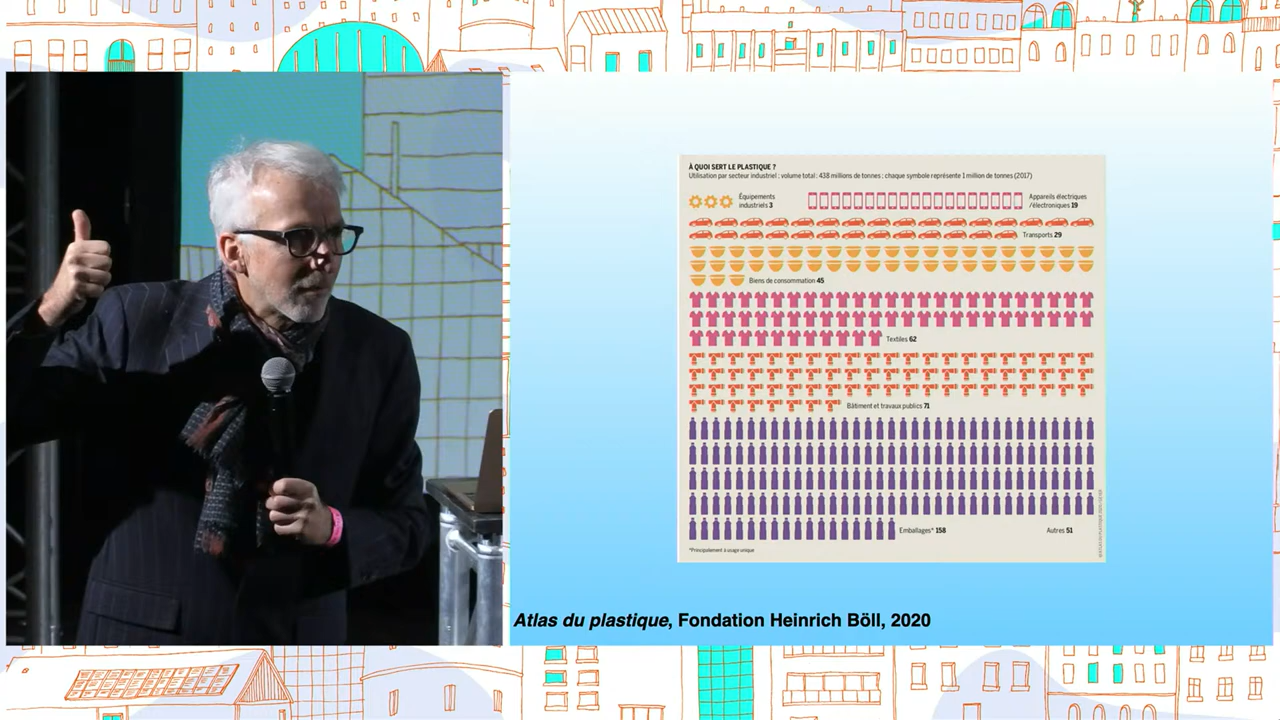 À QUOI SERT LE PLASTIQUE ?
Utilisation par secteur industriel ; volume total : 438 millions de tonnes ; chaque symbole représente 1 million de tonnes (2017)
Équipements
industriels 3
Appareils électriques
/électroniques 19
Transports 29
Biens de consommation 45
Textiles 62
Bâtiment et travaux publics 71
Emballages* 158
Autres 51
*Principalement à usage unique
Atlas du plastique, Fondation Heinrich Böll, 2020